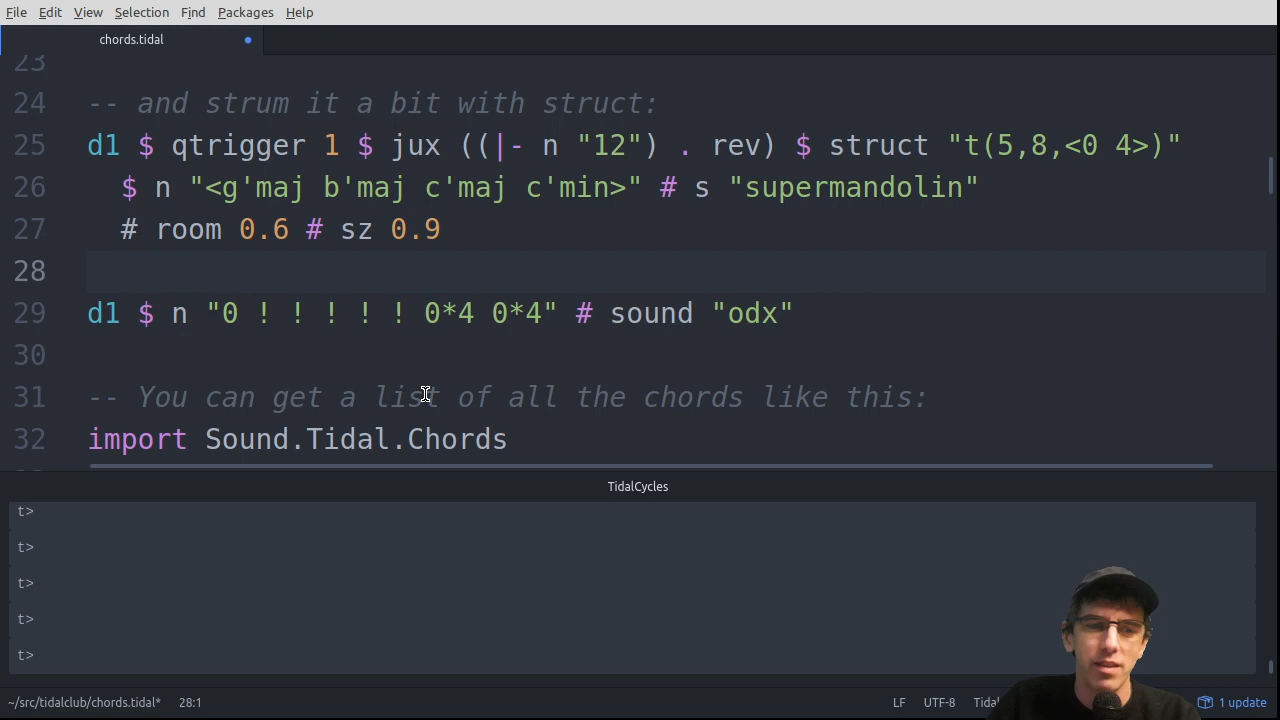 File Edit View Selection Find Packages Help
chords.tidal
23
24 -- and strum it a bit with struct:
25 d1 $ qtrigger 1 $ jux ((|- n "12") . rev) $ struct "t(5,8,<0 4>)"
26 $ n "<g'maj b'maj c'maj c'min>" # s "supermandolin"
27 # room 0.6 # sz 0.9
28
29 d1 $ n "0 ! ! ! ! ! 0*4 0*4" # sound "odx"
30
31 -- You can get a list of all the chords like this:
32 import Sound.Tidal.Chords
TidalCycles
t>
t>
t>
t>
t>
~/src/tidalclub/chords.tidal* 28:1 LF UTF-8 Tidal 1 update